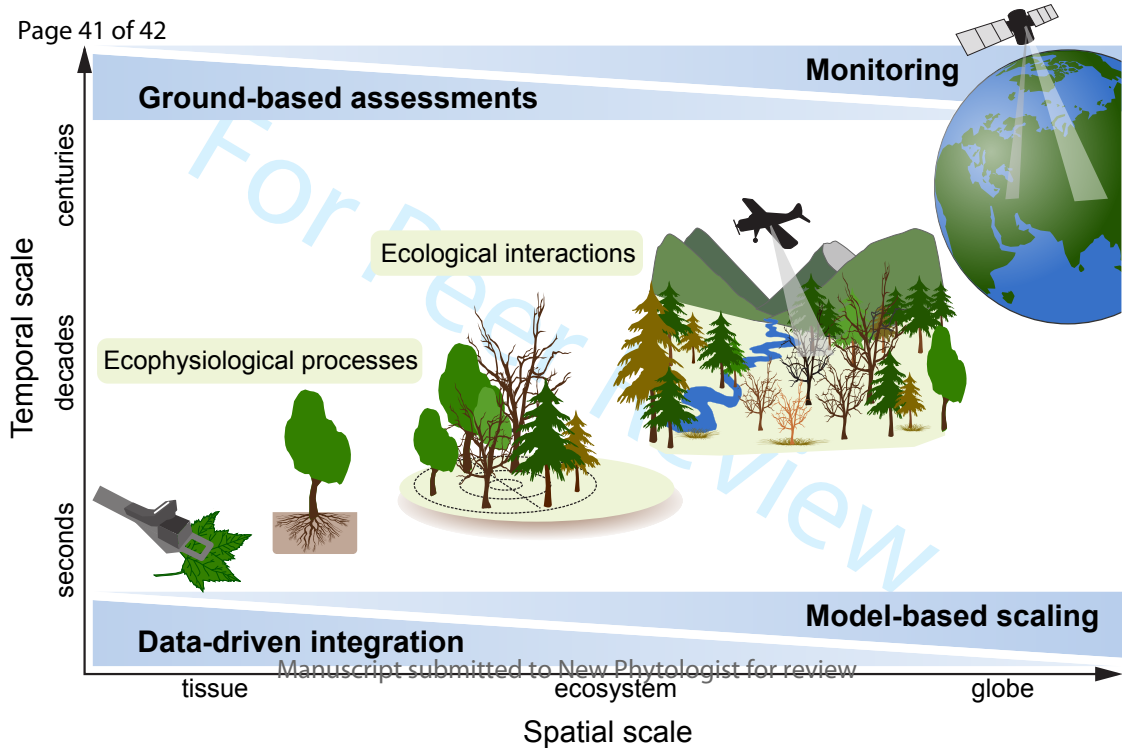 Page 41 of 42
Monitoring
Ground-based assessments
centuries
Ecological interactions
Temporal scale
decades
Ecophysiological processes
For Peer Review
seconds
Model-based scaling
Data-driven integration
Manuscript submitted to New Phytologist for review
tissue
ecosystem
globe
Spatial scale